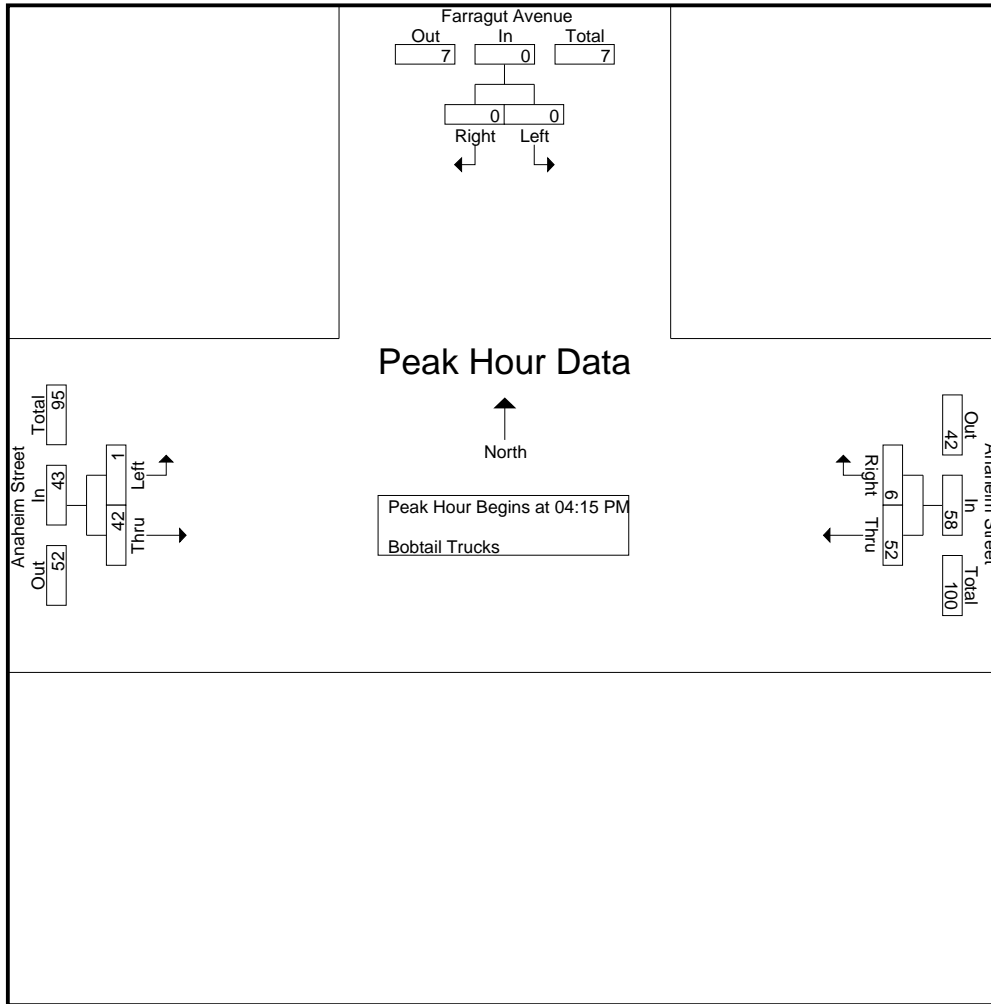 Farragut Avenue
Out In Total
7 0 7
0 0
Right Left
Peak Hour Data
North
Peak Hour Begins at 04:15 PM
Bobtail Trucks
Anaheim Street
Out In Total
52 43 95
42 1
Thru Left
Anaheim Street
Out In Total
42 58 100
6 52
Right Thru